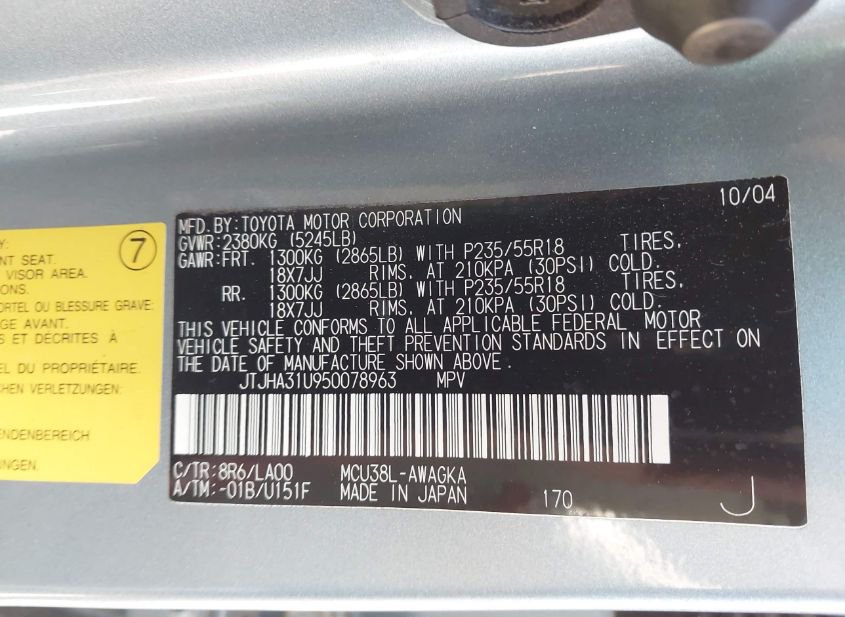 10/04
MFD. BY: TOYOTA MOTOR CORPORATION
GVWR: 2380KG (5245LB)
GAWR: FRT. 1300KG (2865LB) WITH P235/55R18 TIRES,
18X7JJ RIMS, AT 210KPA (30PSI) COLD.
RR. 1300KG (2865LB) WITH P235/55R18 TIRES,
18X7JJ RIMS, AT 210KPA (30PSI) COLD.
THIS VEHICLE CONFORMS TO ALL APPLICABLE FEDERAL MOTOR
VEHICLE SAFETY AND THEFT PREVENTION STANDARDS IN EFFECT ON
THE DATE OF MANUFACTURE SHOWN ABOVE.
JTJHA31U950078963 MPV
C/TR: 8R6/LA00 MCU38L-AWAGKA
A/TM: -01B/U151F MADE IN JAPAN 170 J
7
Y:
NT SEAT.
VISOR AREA.
ONS.
ORTEL OU BLESSURE GRAVE:
GE AVANT.
S ET DÉCRITES À
EL DU PROPRIÉTAIRE.
CHEN VERLETZUNGEN:
ENDENBEREICH
NGEN.